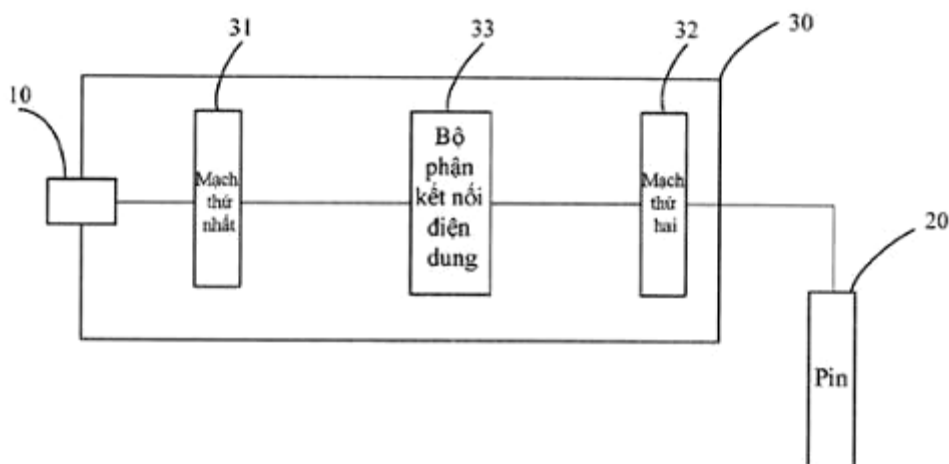 31
33
32
30
10
Mạch
thứ
nhất
Bộ
phận
kết nối
điện
dung
Mạch
thứ
hai
20
Pin